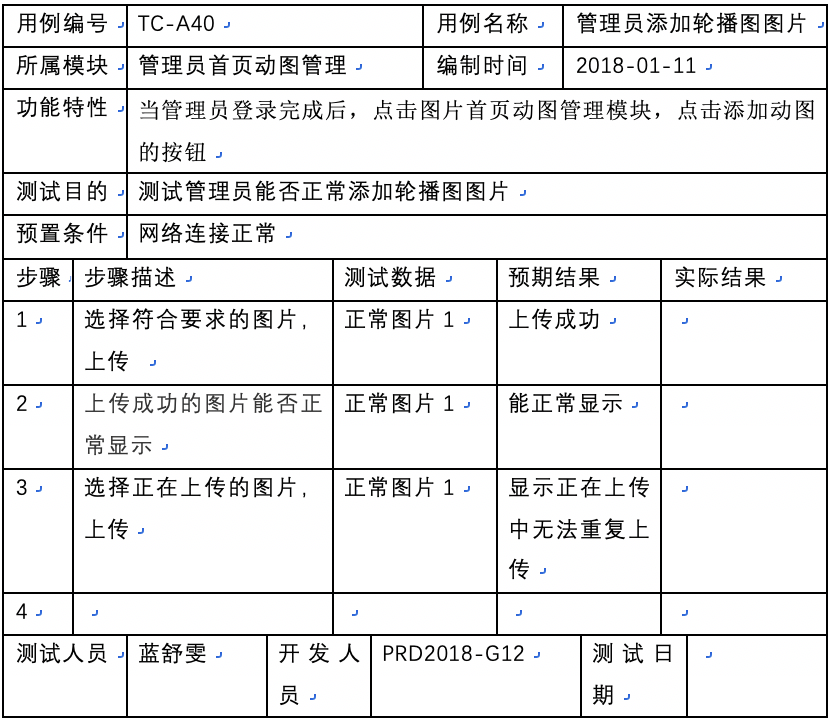 用例编号 TC-A40 用例名称 管理员添加轮播图图片
所属模块 管理员首页动图管理 编制时间 2018-01-11
功能特性 当管理员登录完成后，点击图片首页动图管理模块，点击添加动图
的按钮
测试目的 测试管理员能否正常添加轮播图图片
预置条件 网络连接正常
步骤 步骤描述 测试数据 预期结果 实际结果
1 选择符合要求的图片， 正常图片 1 上传成功
上传
2 上传成功的图片能否正 正常图片 1 能正常显示
常显示
3 选择正在上传的图片， 正常图片 1 显示正在上传
上传 中无法重复上
传
4
测试人员 蓝舒雯 开发人 PRD2018-G12 测试日
员 期